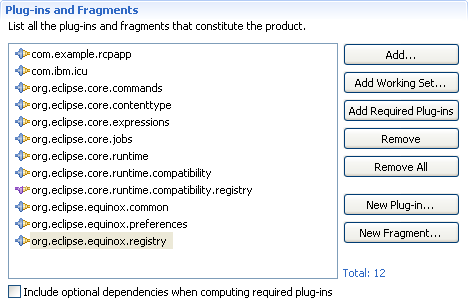 Plug-ins and Fragments
List all the plug-ins and fragments that constitute the product.
com.example.rcpapp
com.ibm.icu
org.eclipse.core.commands
org.eclipse.core.contenttype
org.eclipse.core.expressions
org.eclipse.core.jobs
org.eclipse.core.runtime
org.eclipse.core.runtime.compatibility
org.eclipse.core.runtime.compatibility.registry
org.eclipse.equinox.common
org.eclipse.equinox.preferences
org.eclipse.equinox.registry
Add...
Add Working Set...
Add Required Plug-ins
Remove
Remove All
New Plug-in...
New Fragment...
Total: 12
Include optional dependencies when computing required plug-ins